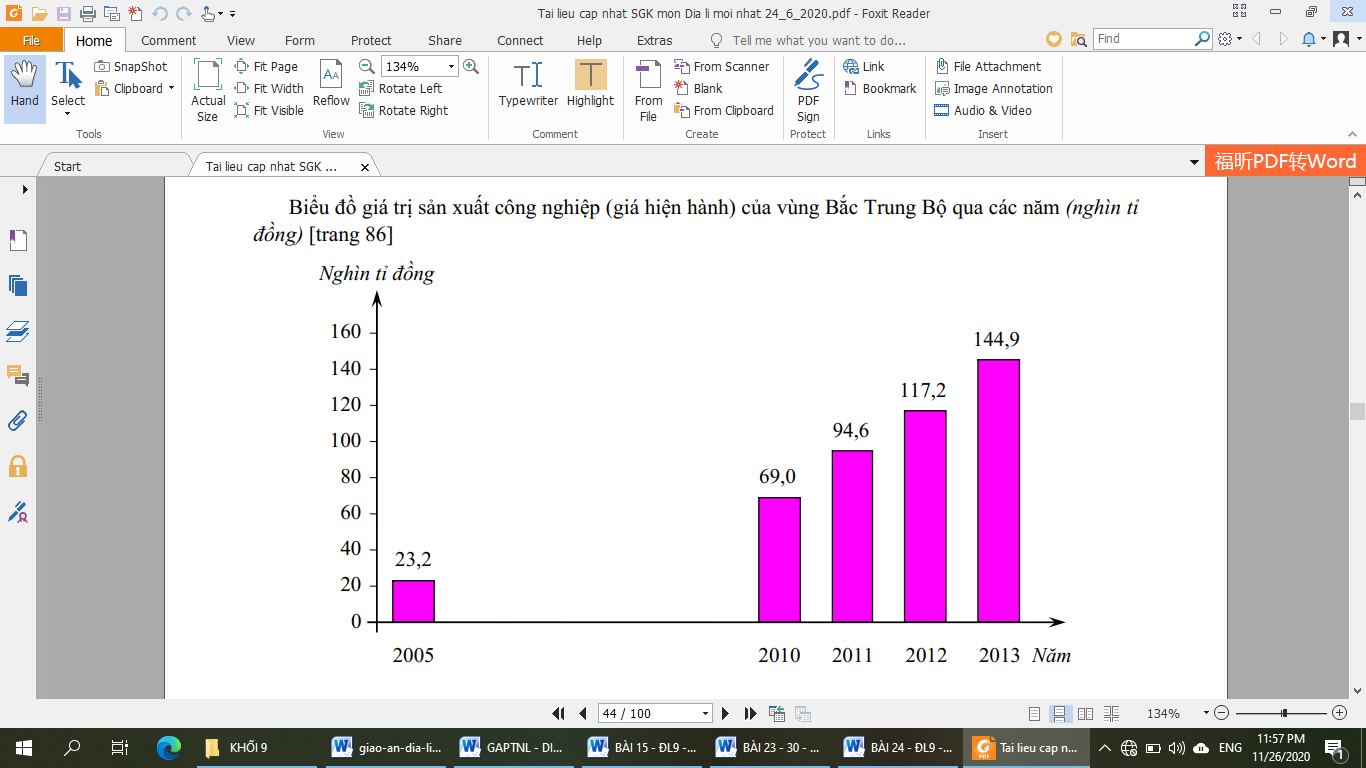 Tai lieu cap nhat SGK mon Dia li moi nhat 24_6_2020.pdf - Foxit Reader
File Home Comment View Form Protect Share Connect Help Extras Tell me what you want to do... Find
Hand
Select
SnapShot
Clipboard
Tools
Actual Size
Fit Page
Fit Width
Fit Visible
Reflow
134%
Rotate Left
Rotate Right
View
Typewriter
Highlight
Comment
From File
From Scanner
Blank
From Clipboard
Create
PDF Sign
Protect
Link
Bookmark
Links
File Attachment
Image Annotation
Audio & Video
Insert
Start
Tai lieu cap nhat SGK ...
福昕PDF转Word
Biểu đồ giá trị sản xuất công nghiệp (giá hiện hành) của vùng Bắc Trung Bộ qua các năm (nghìn tỉ
đồng) [trang 86]
Nghìn tỉ đồng
160
140
120
100
80
60
40
20
0
23,2
69,0
94,6
117,2
144,9
2005 2010 2011 2012 2013 Năm
44 / 100
134%
KHỐI 9
giao-an-dia-li...
GAPTNL - DI...
BÀI 15 - ĐL9 -...
BÀI 23 - 30 - ...
BÀI 24 - ĐL9 -...
Tai lieu cap n...
ENG
11:57 PM
11/26/2020
1